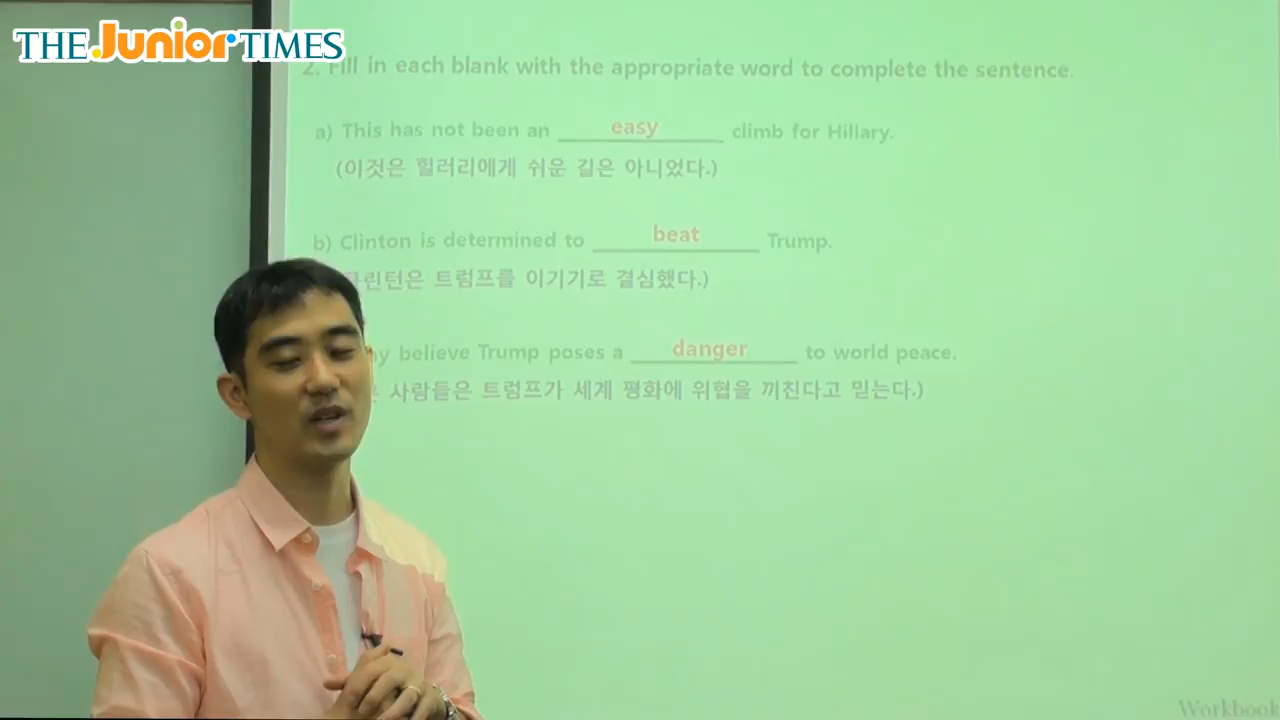 THE Junior TIMES
2. Fill in each blank with the appropriate word to complete the sentence.
a) This has not been an easy climb for Hillary.
(이것은 힐러리에게 쉬운 길은 아니었다.)
b) Clinton is determined to beat Trump.
클린턴은 트럼프를 이기기로 결심했다.)
believe Trump poses a danger to world peace.
사람들은 트럼프가 세계 평화에 위협을 끼친다고 믿는다.)
Workbook